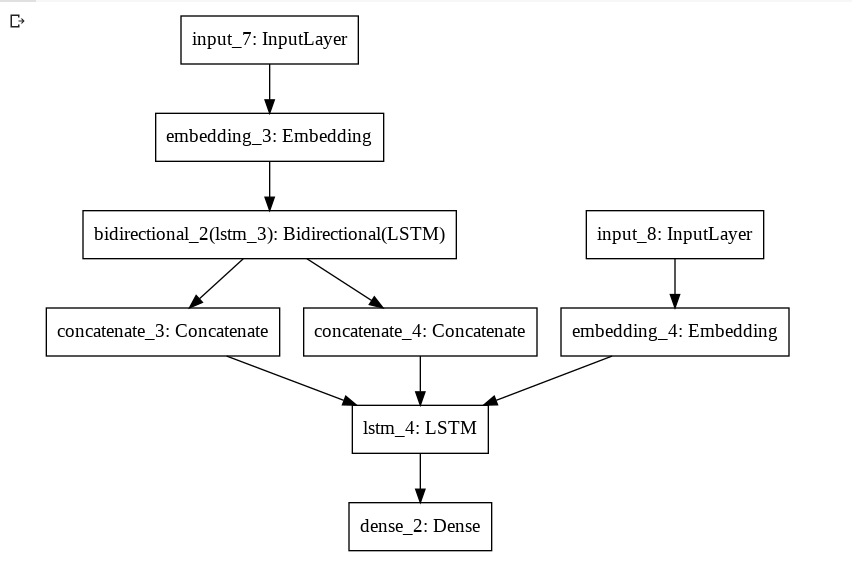 input_7: InputLayer
embedding_3: Embedding
bidirectional_2(lstm_3): Bidirectional(LSTM)
input_8: InputLayer
concatenate_3: Concatenate
concatenate_4: Concatenate
embedding_4: Embedding
lstm_4: LSTM
dense_2: Dense